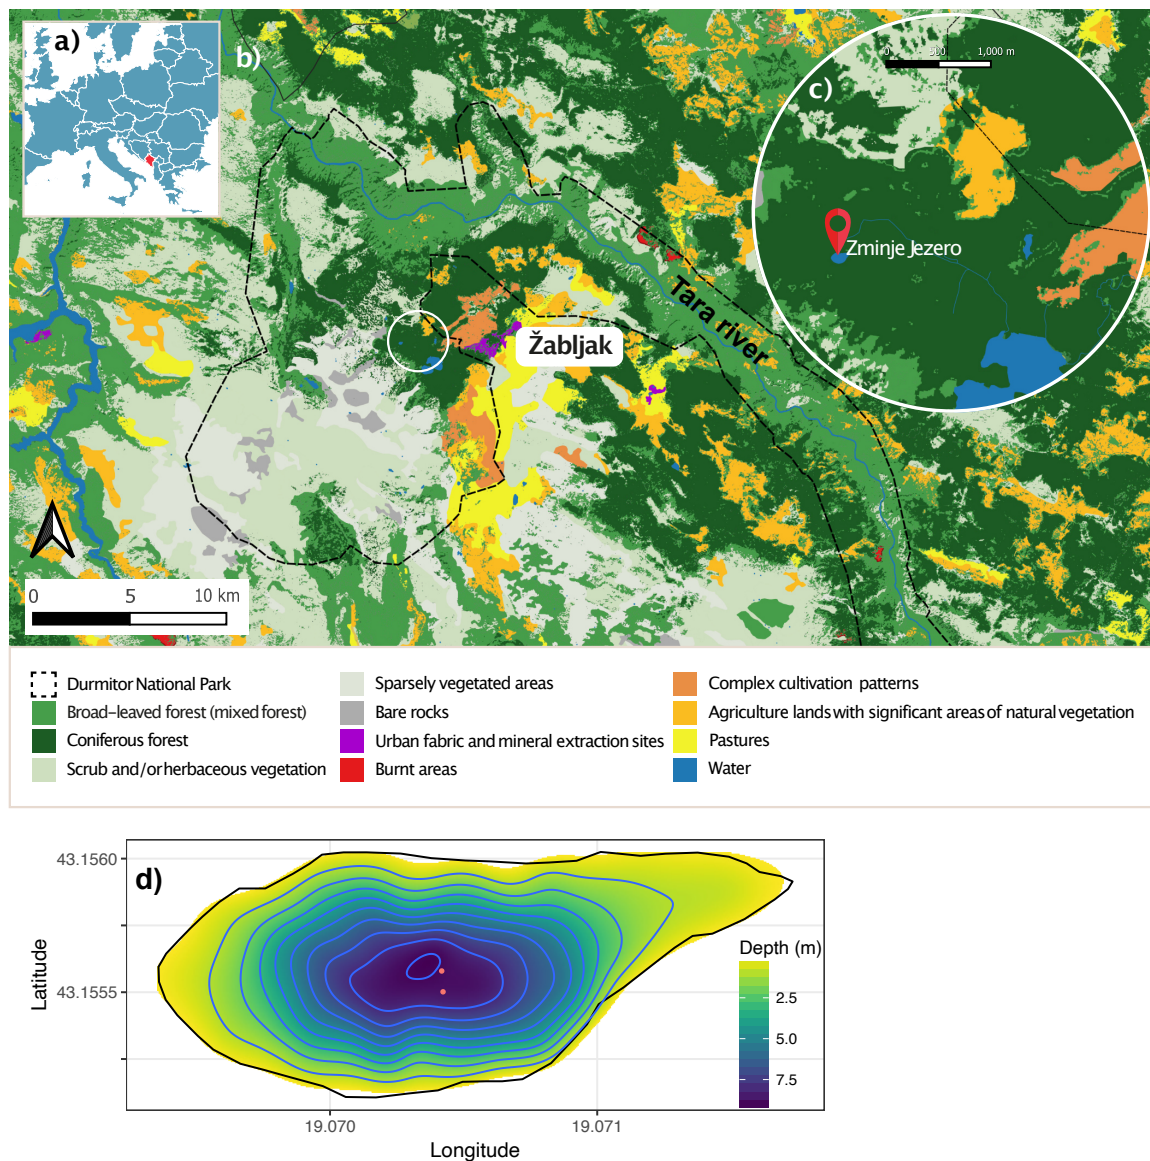 a)
b)
c)
0 500 1,000 m
Zminje Jezero
Tara river
Žabljak
0 5 10 km
Durmitor National Park
Broad-leaved forest (mixed forest)
Coniferous forest
Scrub and/or herbaceous vegetation
Sparsely vegetated areas
Bare rocks
Urban fabric and mineral extraction sites
Burnt areas
Complex cultivation patterns
Agriculture lands with significant areas of natural vegetation
Pastures
Water
d)
43.1560
43.1555
Latitude
Depth (m)
2.5
5.0
7.5
19.070 19.071
Longitude